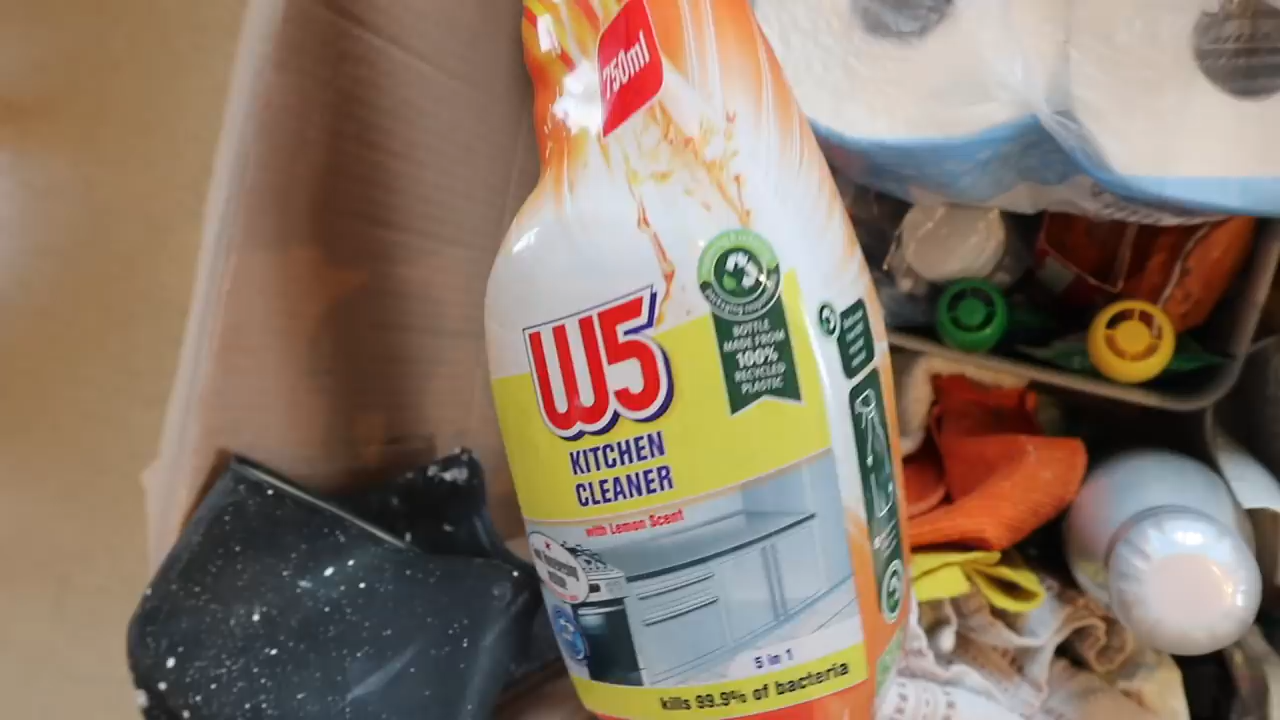 750ml
W5
BOTTLE
MADE FROM
100%
RECYCLED
PLASTIC
KITCHEN
CLEANER
with Lemon Scent
5 in 1
kills 99.9% of bacteria